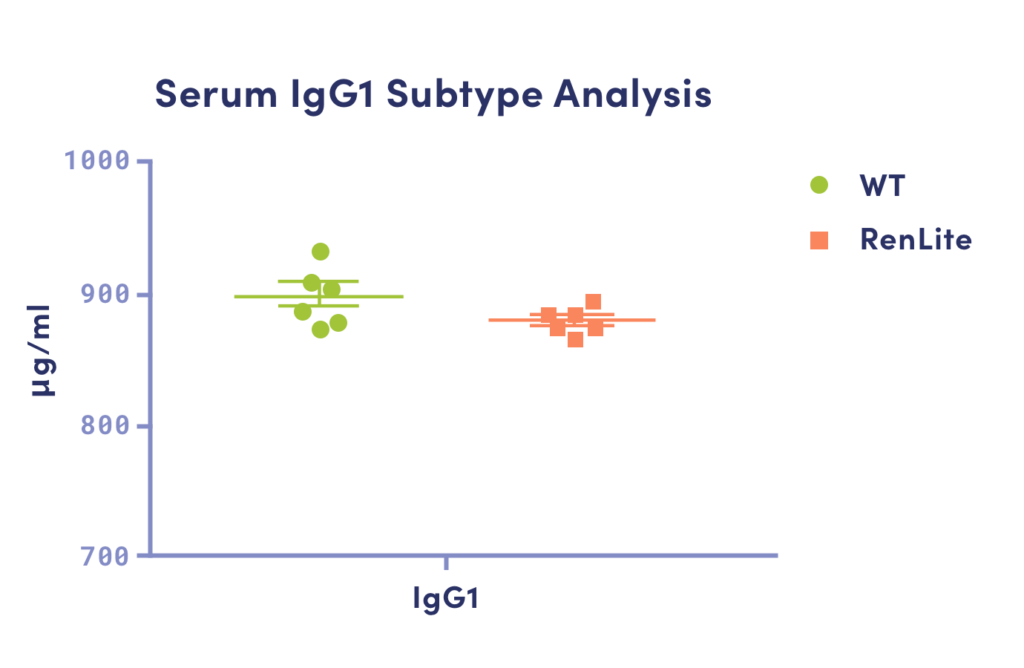 Serum IgG1 Subtype Analysis
1000
900
800
700
µg/ml
IgG1
WT
RenLite